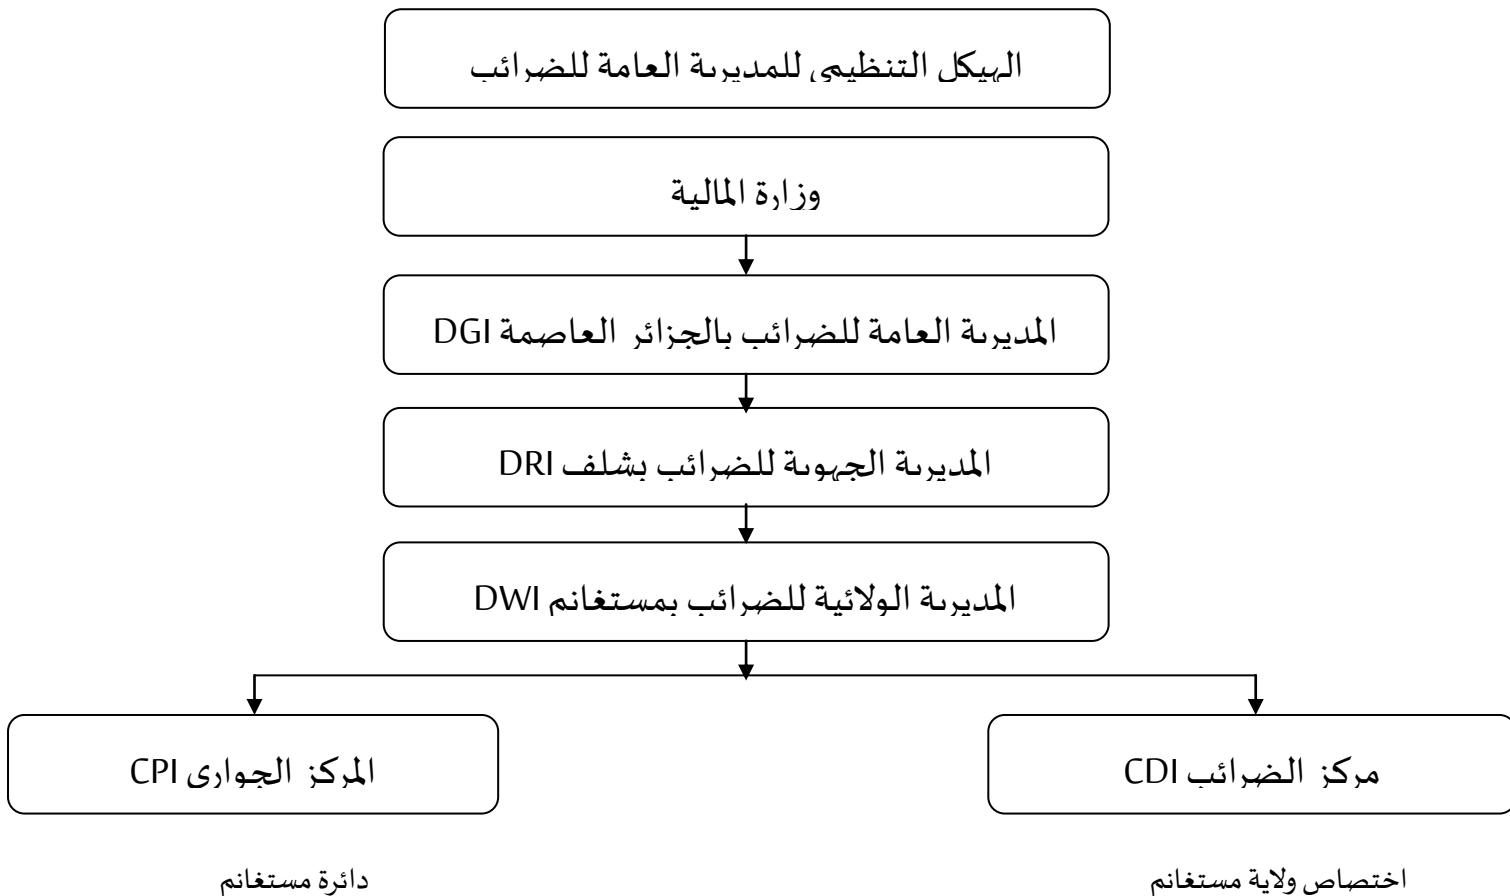 الهيكل التنظيمي للمديرية العامة للضرائب
وزارة المالية
المديرية العامة للضرائب بالجزائر العاصمة DGI
المديرية الجهوية للضرائب بشلف DRI
المديرية الولائية للضرائب بمستغانم DWI
مركز الضرائب CDI
المركز الجواري CPI
اختصاص ولاية مستغانم
دائرة مستغانم